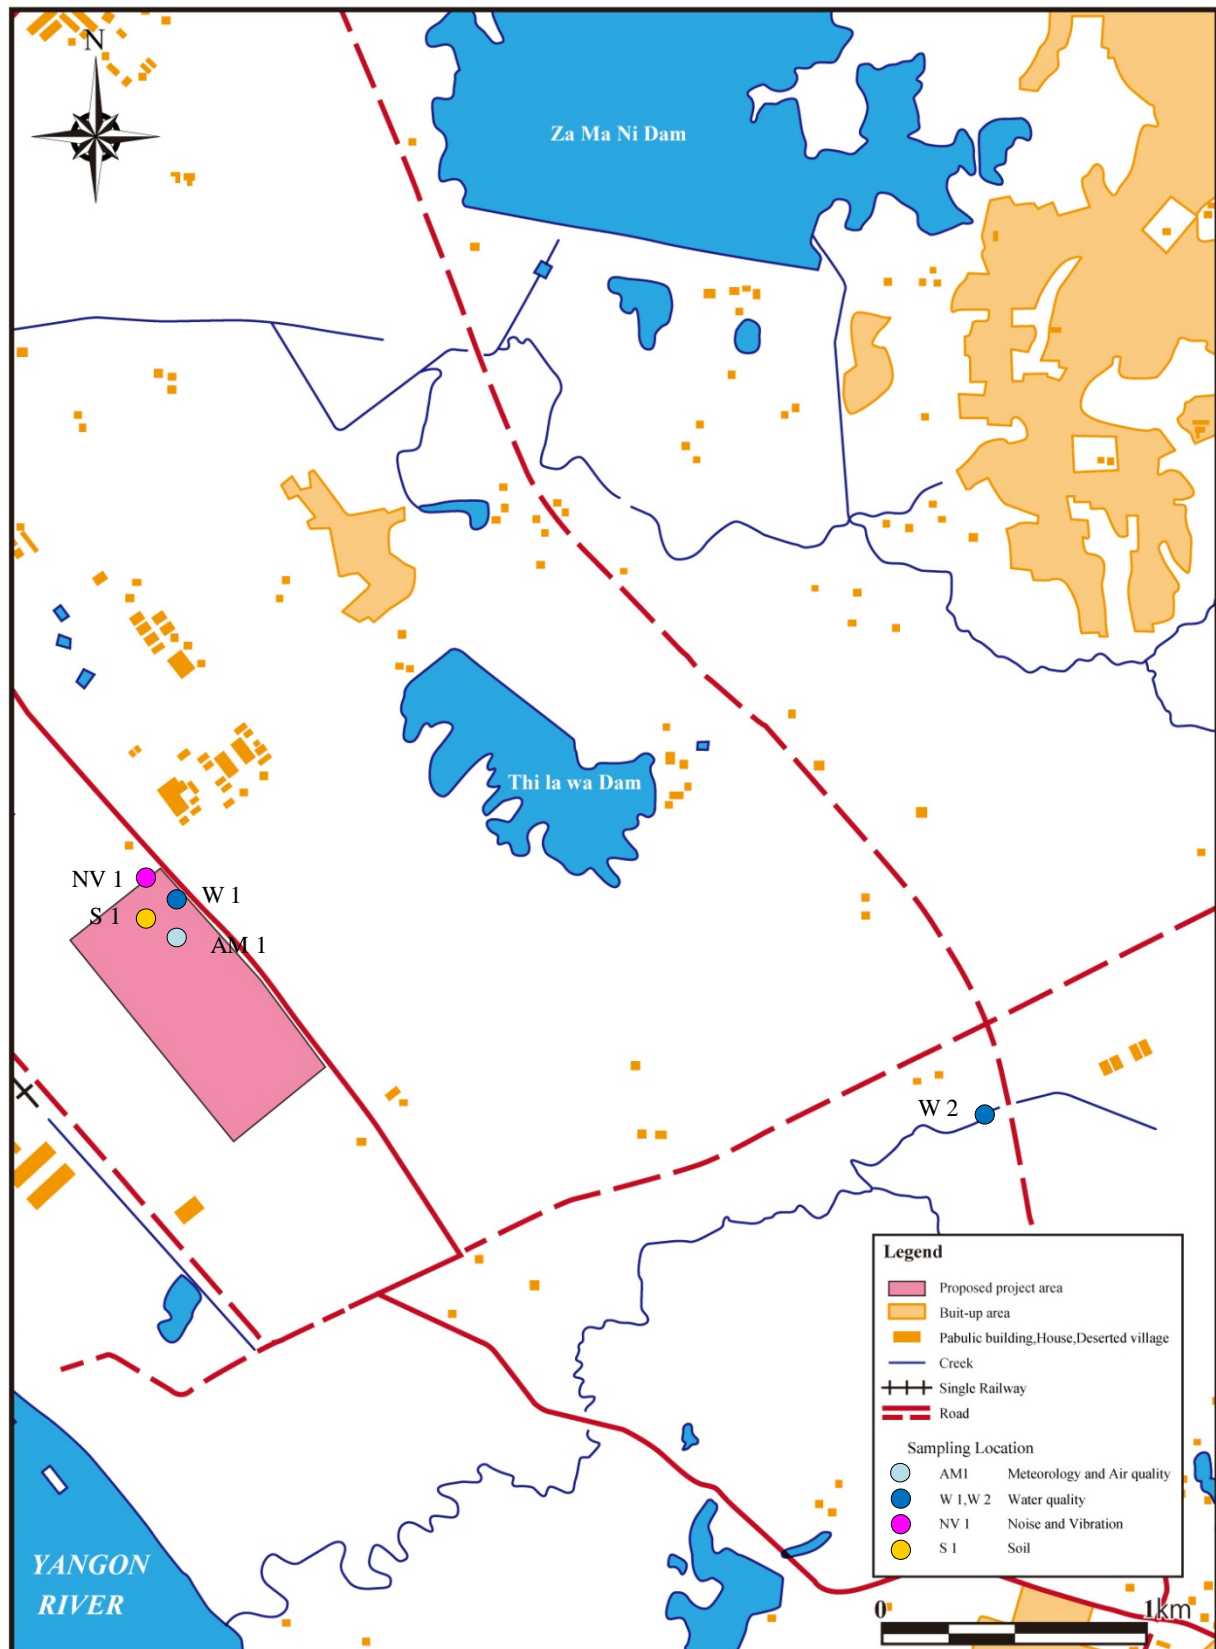 N
Za Ma Ni Dam
Thi la wa Dam
NV 1
W 1
S 1
AM 1
W 2
Legend
Proposed project area
Buit-up area
Pabulic building,House,Deserted village
Creek
Single Railway
Road
Sampling Location
AM1 Meteorology and Air quality
W 1,W 2 Water quality
NV 1 Noise and Vibration
S 1 Soil
YANGON
RIVER
0 1km